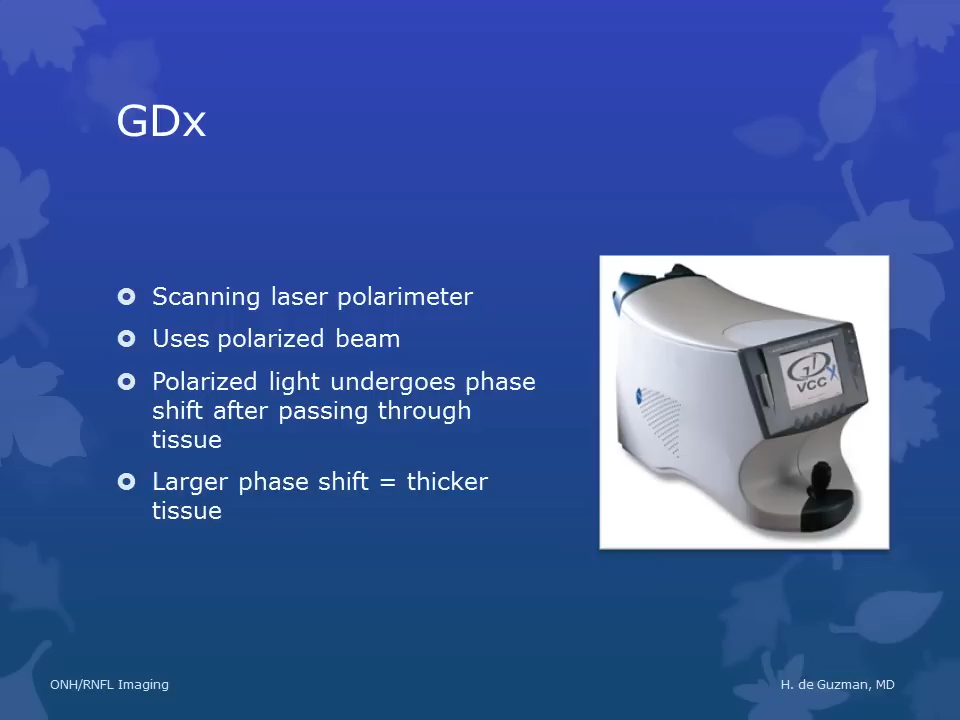 GDx
Scanning laser polarimeter
Uses polarized beam
Polarized light undergoes phase
shift after passing through
tissue
Larger phase shift = thicker
tissue
GDx
VCC
ONH/RNFL Imaging
H. de Guzman, MD